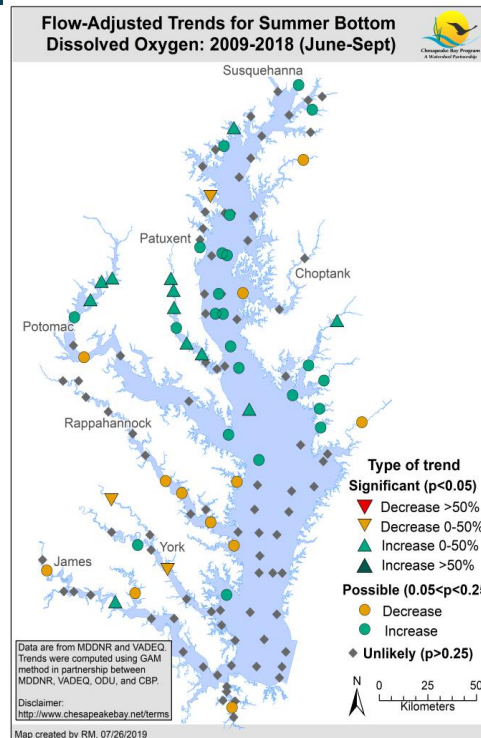 Flow-Adjusted Trends for Summer Bottom
Dissolved Oxygen: 2009-2018 (June-Sept)
Chesapeake Bay Program
A Watershed Partnership
Susquehanna
Patuxent
Choptank
Potomac
Rappahannock
York
James
Type of trend
Significant (p<0.05)
Decrease >50%
Decrease 0-50%
Increase 0-50%
Increase >50%
Possible (0.05<p<0.25
Decrease
Increase
Unlikely (p>0.25)
N
0 25 50
Kilometers
Data are from MDDNR and VADEQ.
Trends were computed using GAM
method in partnership between
MDDNR, VADEQ, ODU, and CBP.
Disclaimer:
http://www.chesapeakebay.net/terms
Map created by RM, 07/26/2019